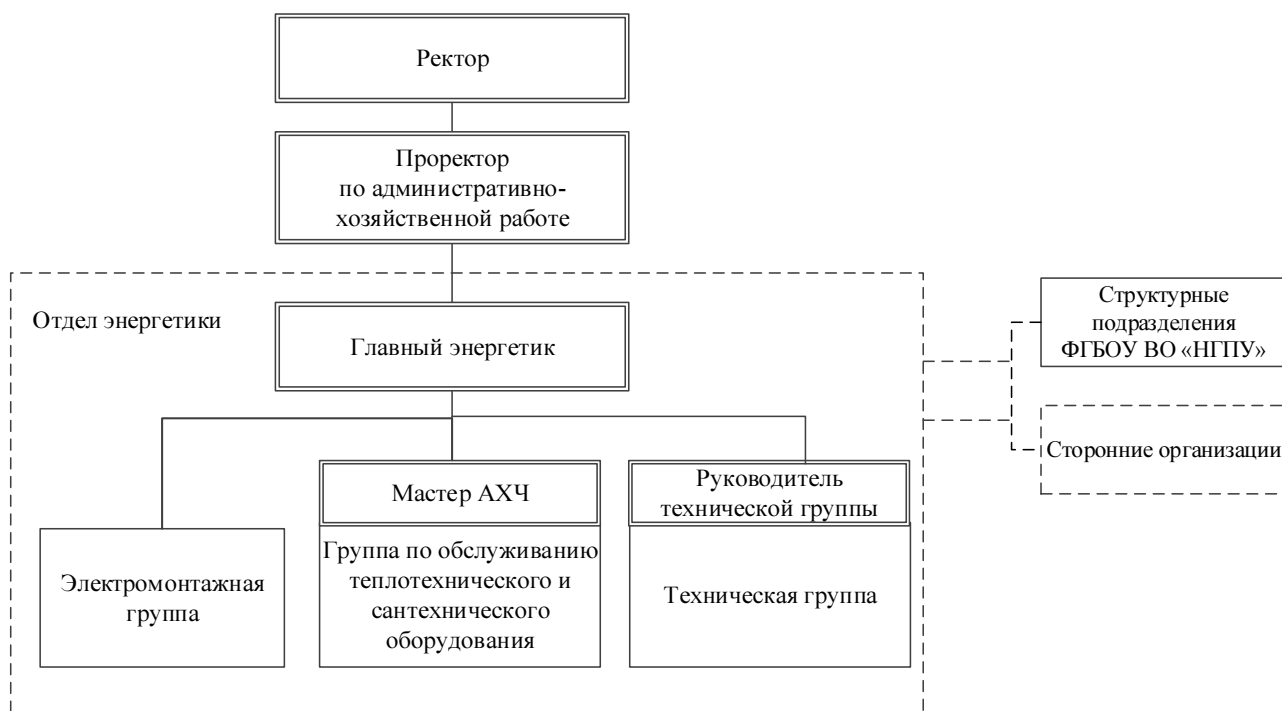 Ректор
Проректор
по административно-
хозяйственной работе
Отдел энергетики
Главный энергетик
Структурные
подразделения
ФГБОУ ВО «НГПУ»
Сторонние организации
Мастер АХЧ
Руководитель
технической группы
Электромонтажная
группа
Группа по обслуживанию
теплотехнического и
сантехнического
оборудования
Техническая группа